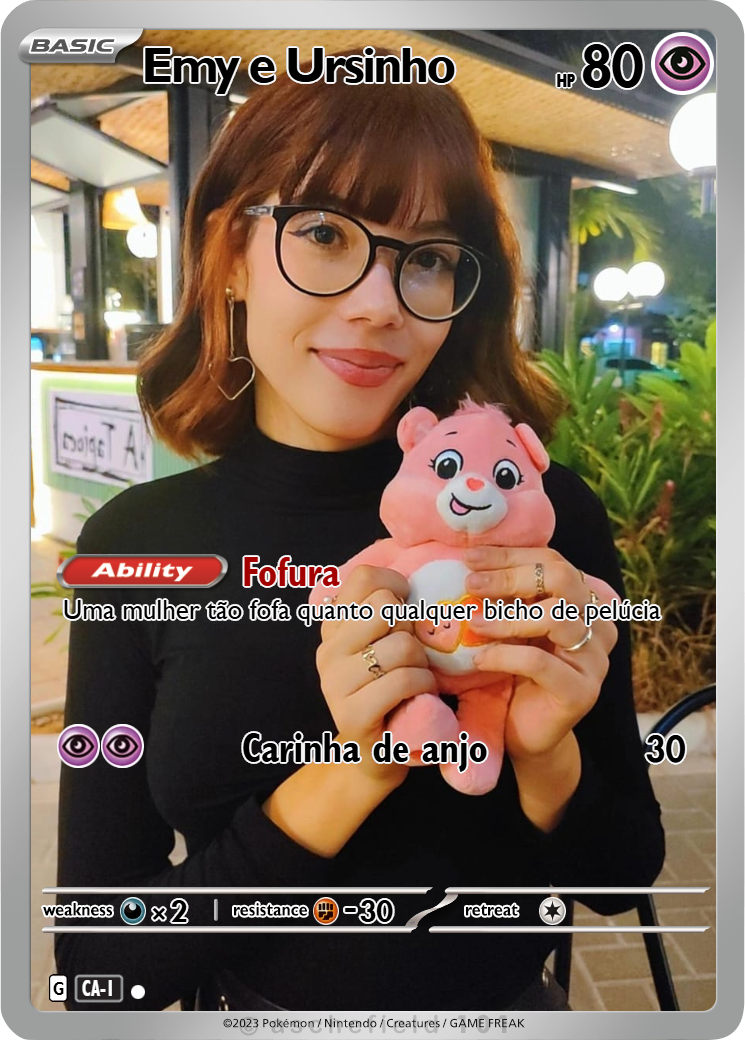 BASIC
Emy e Ursinho HP 80
A Tapioca
Ability Fofura
Uma mulher tão fofa quanto qualquer bicho de pelúcia
Carinha de anjo 30
weakness ×2 | resistance -30 retreat
G CA-I
©2023 Pokémon / Nintendo / Creatures / GAME FREAK